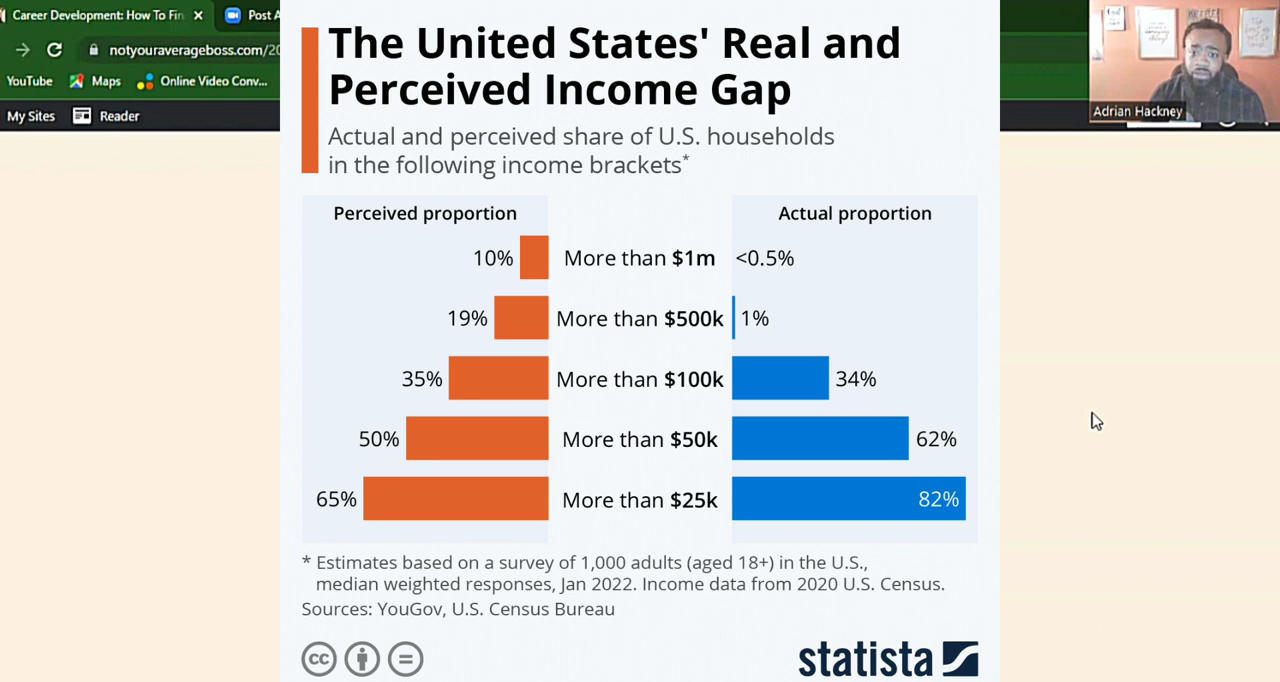 Career Development: How To Fin
Post A
notyouraverageboss.com/20
YouTube
Maps
Online Video Conv...
My Sites
Reader
Adrian Hackney
The United States' Real and
Perceived Income Gap
Actual and perceived share of U.S. households
in the following income brackets*
Perceived proportion
Actual proportion
10% More than $1m <0.5%
19% More than $500k 1%
35% More than $100k 34%
50% More than $50k 62%
65% More than $25k 82%
* Estimates based on a survey of 1,000 adults (aged 18+) in the U.S.,
median weighted responses, Jan 2022. Income data from 2020 U.S. Census.
Sources: YouGov, U.S. Census Bureau
cc
statista